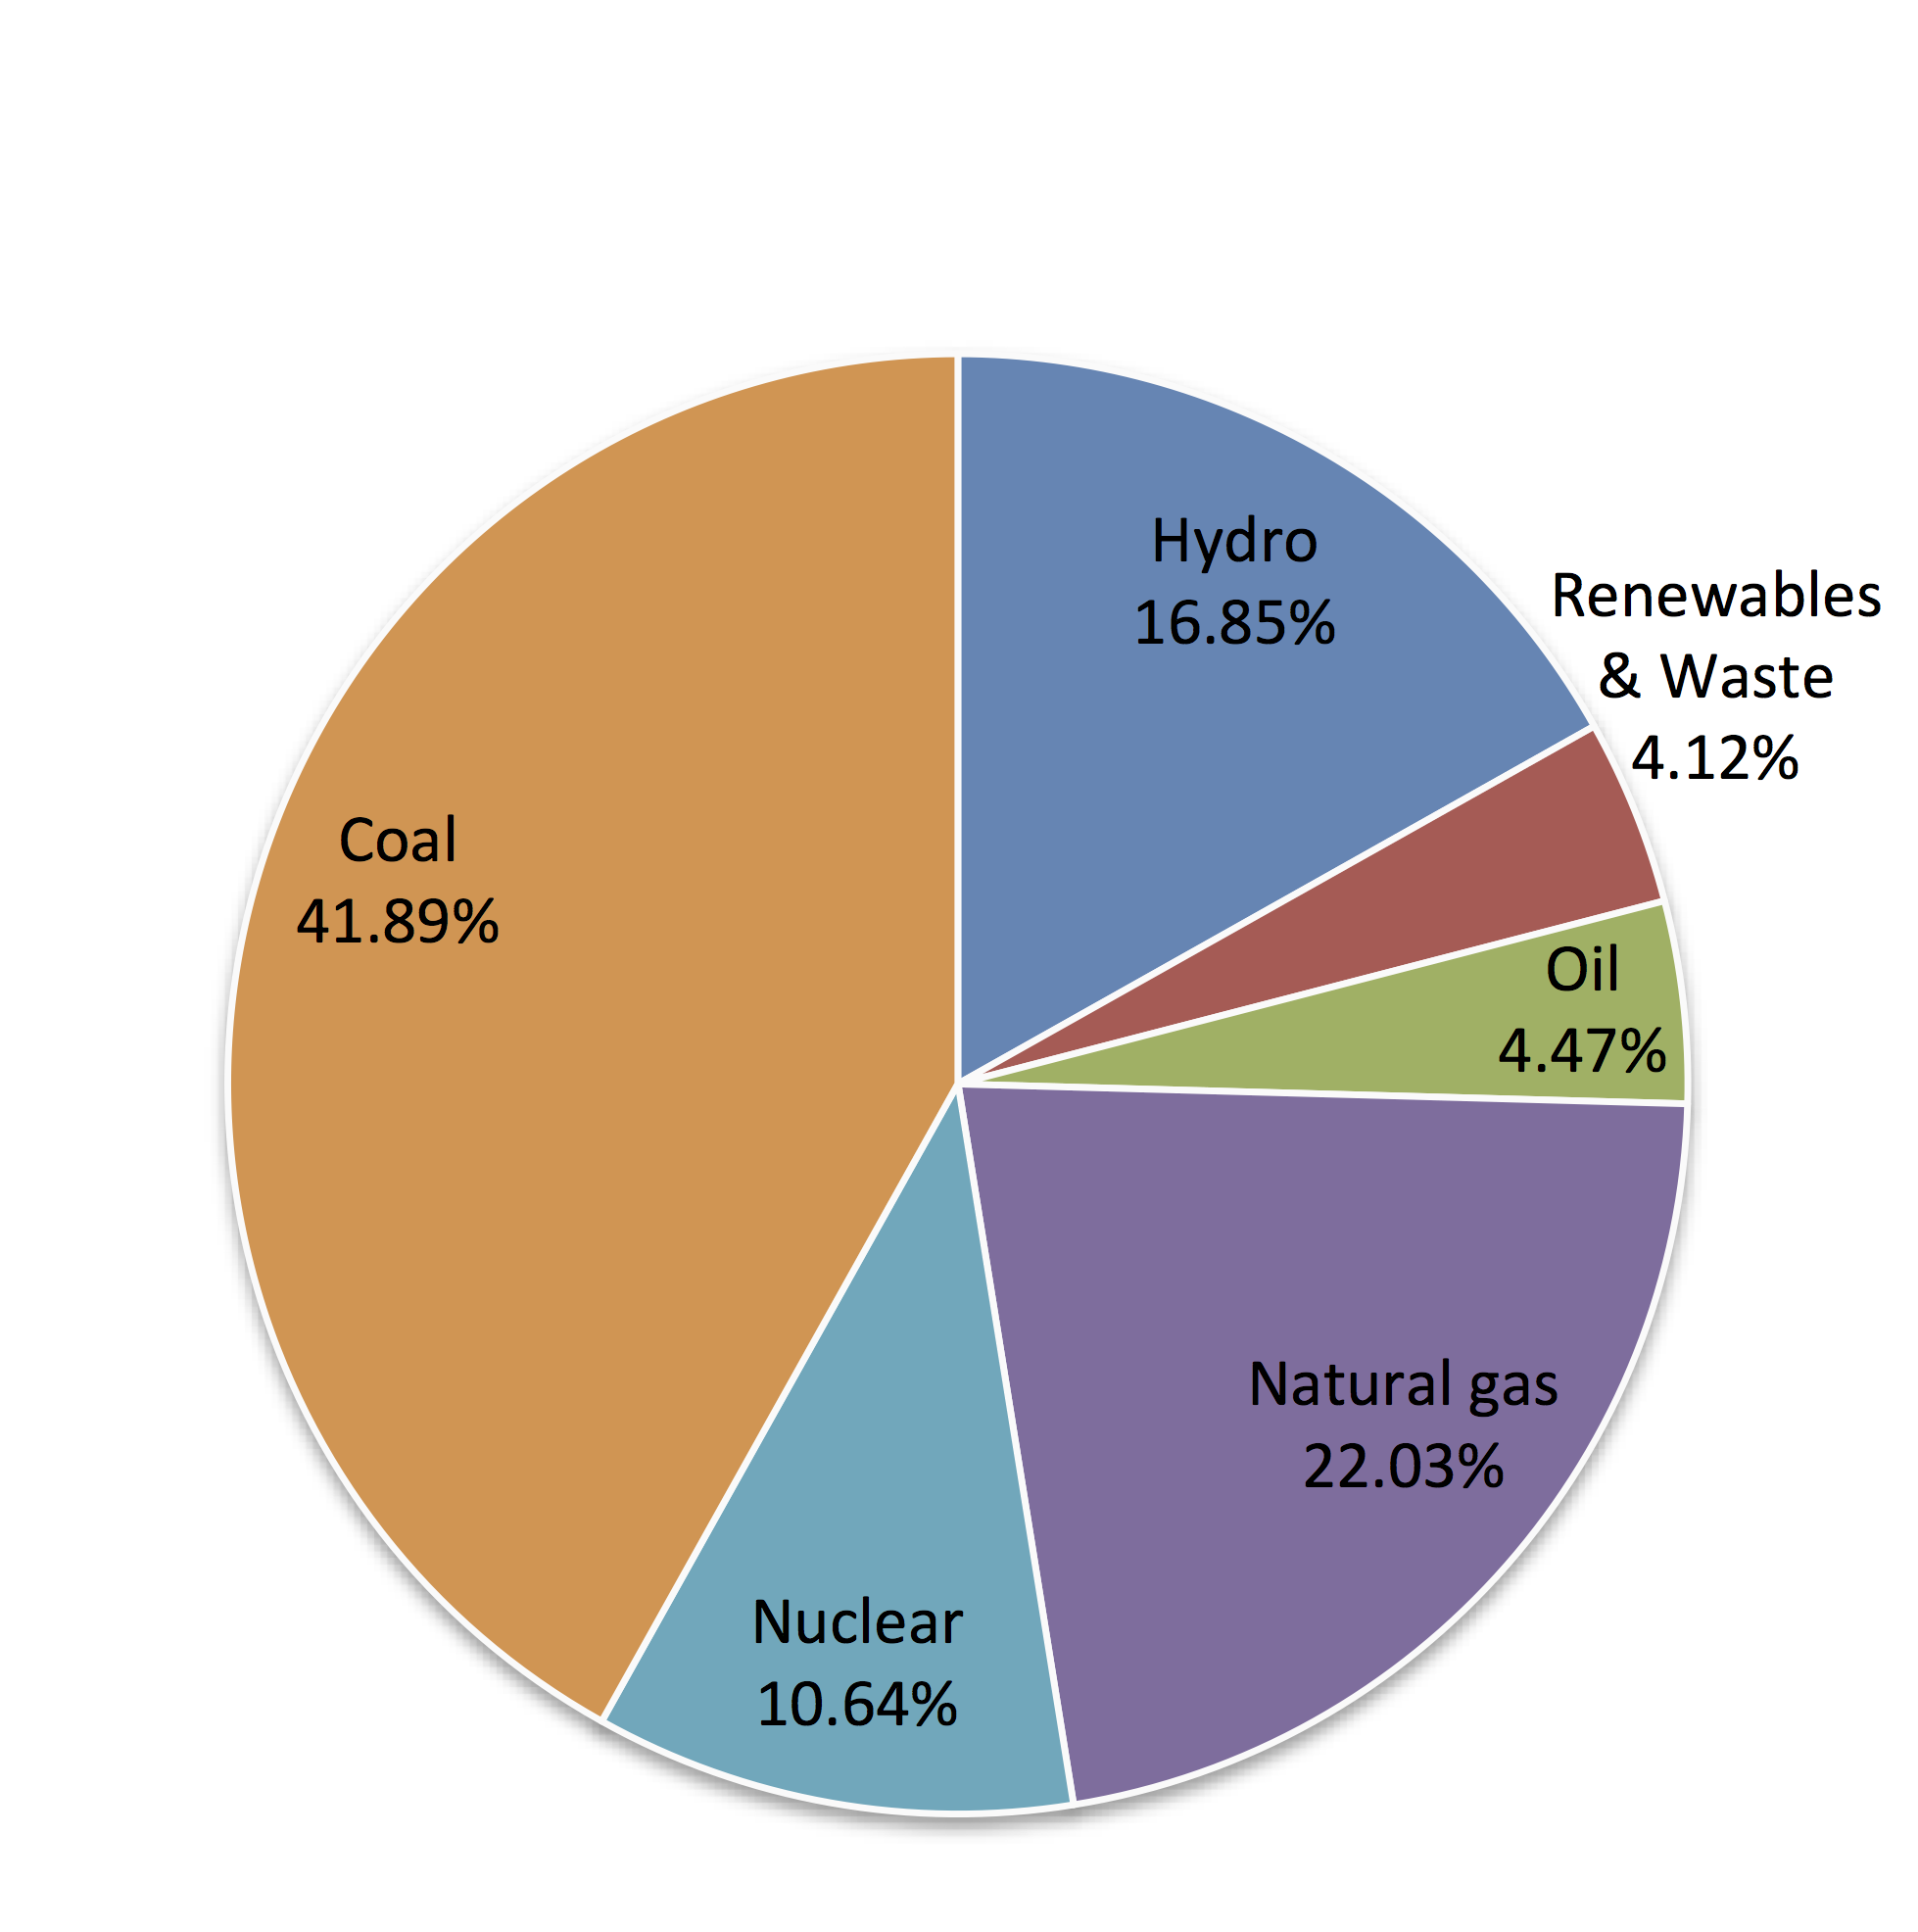 Hydro
16.85%
Renewables
& Waste
4.12%
Oil
4.47%
Natural gas
22.03%
Nuclear
10.64%
Coal
41.89%